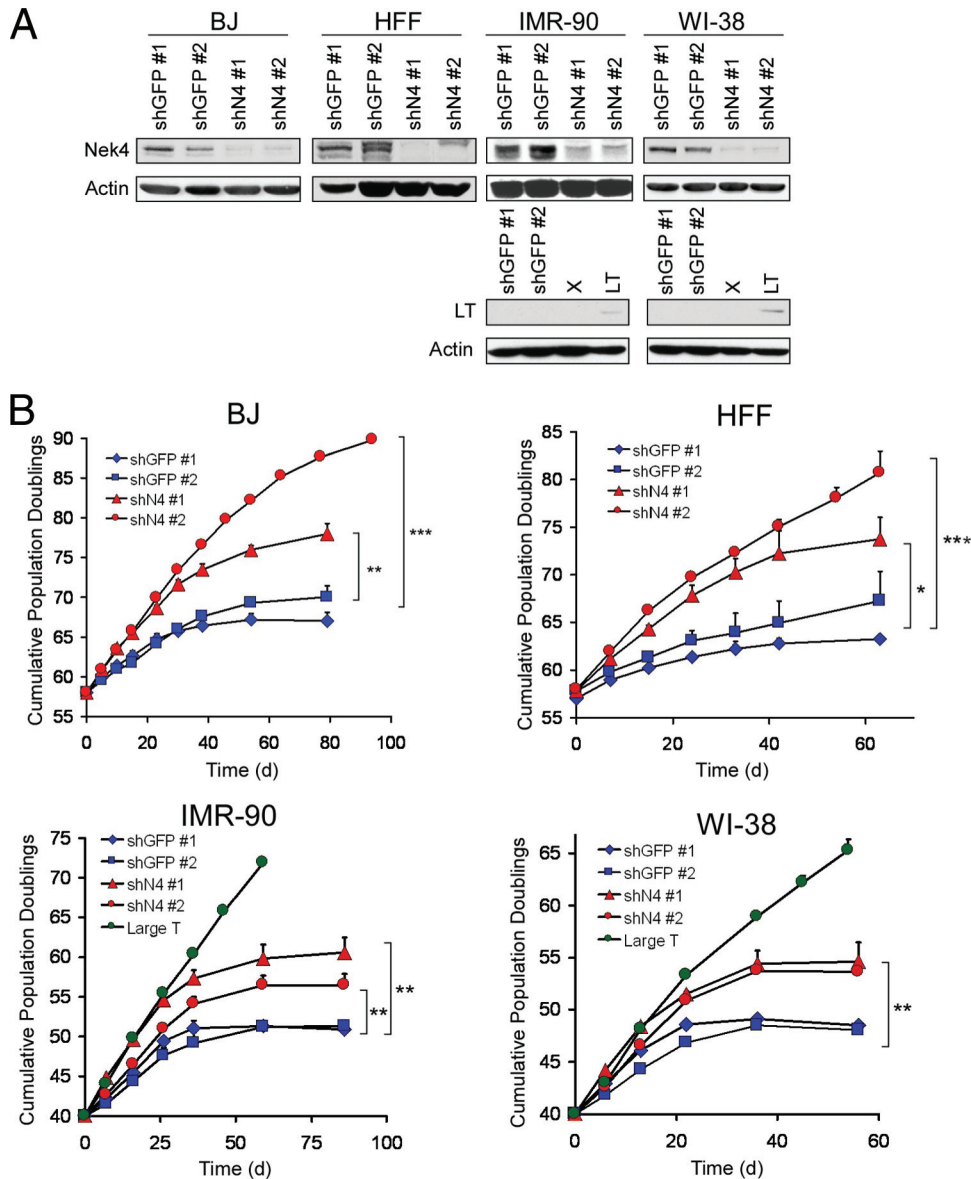 A
BJ HFF IMR-90 WI-38
shGFP #1 shGFP #2 shN4 #1 shN4 #2 shGFP #1 shGFP #2 shN4 #1 shN4 #2 shGFP #1 shGFP #2 shN4 #1 shN4 #2 shGFP #1 shGFP #2 shN4 #1 shN4 #2
Nek4
Actin
shGFP #1 shGFP #2 X LT shGFP #1 shGFP #2 X LT
LT
Actin
B
BJ
Cumulative Population Doublings
90
85
80
75
70
65
60
55
shGFP #1
shGFP #2
shN4 #1
shN4 #2
**
***
0 20 40 60 80 100
Time (d)
HFF
Cumulative Population Doublings
85
80
75
70
65
60
55
shGFP #1
shGFP #2
shN4 #1
shN4 #2
*
***
0 20 40 60
Time (d)
IMR-90
Cumulative Population Doublings
75
70
65
60
55
50
45
40
shGFP #1
shGFP #2
shN4 #1
shN4 #2
Large T
**
**
0 25 50 75 100
Time (d)
WI-38
Cumulative Population Doublings
65
60
55
50
45
40
shGFP #1
shGFP #2
shN4 #1
shN4 #2
Large T
**
0 20 40 60
Time (d)